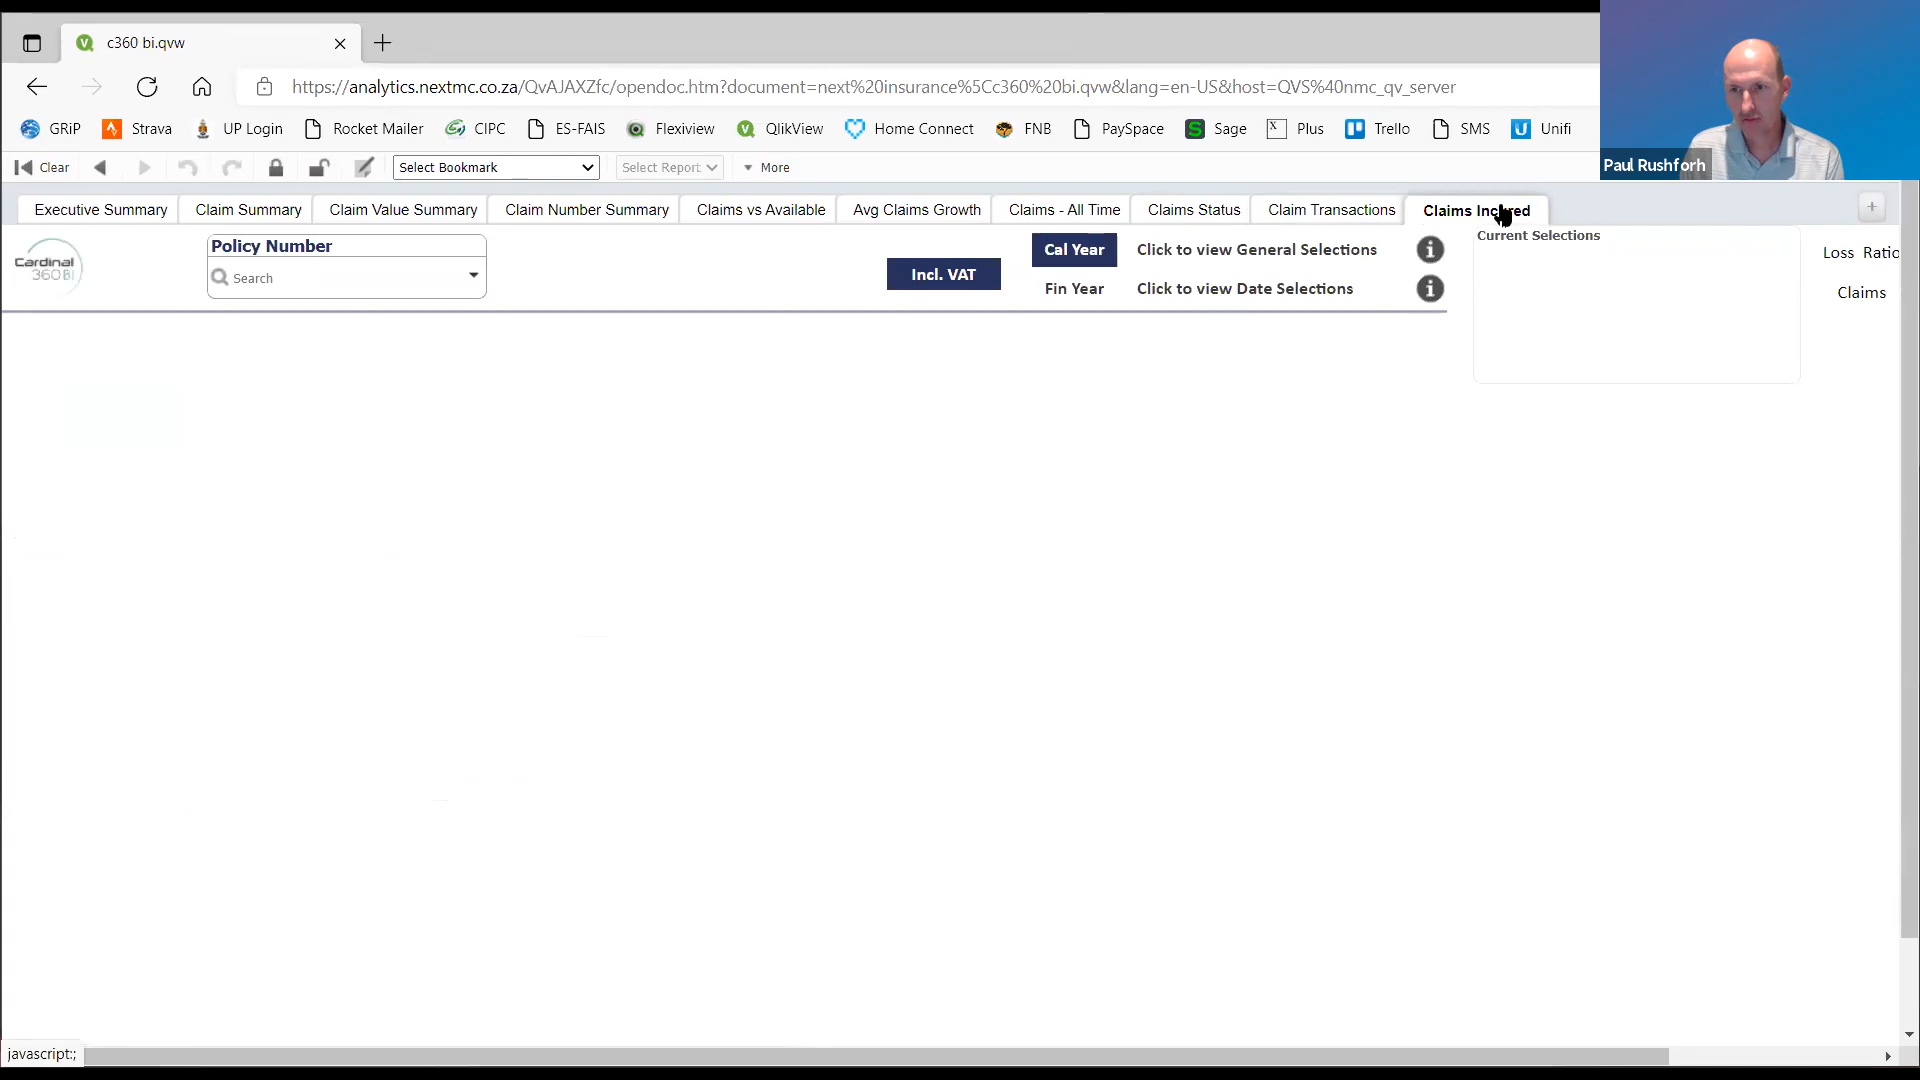 c360 bi.qvw
https://analytics.nextmc.co.za/QvAJAXZfc/opendoc.htm?document=next%20insurance%5Cc360%20bi.qvw&lang=en-US&host=QVS%40nmc_qv_server
GRiP Strava UP Login Rocket Mailer CIPC ES-FAIS Flexiview QlikView Home Connect FNB PaySpace Sage Plus Trello SMS Unifi
Paul Rushforh
Clear Select Bookmark Select Report More
Executive Summary Claim Summary Claim Value Summary Claim Number Summary Claims vs Available Avg Claims Growth Claims - All Time Claims Status Claim Transactions Claims
Cardinal
360BI
Policy Number
Search
Incl. VAT
Cal Year Click to view General Selections
Fin Year Click to view Date Selections
Current Selections
Loss Ratio
Claims
javascript:;